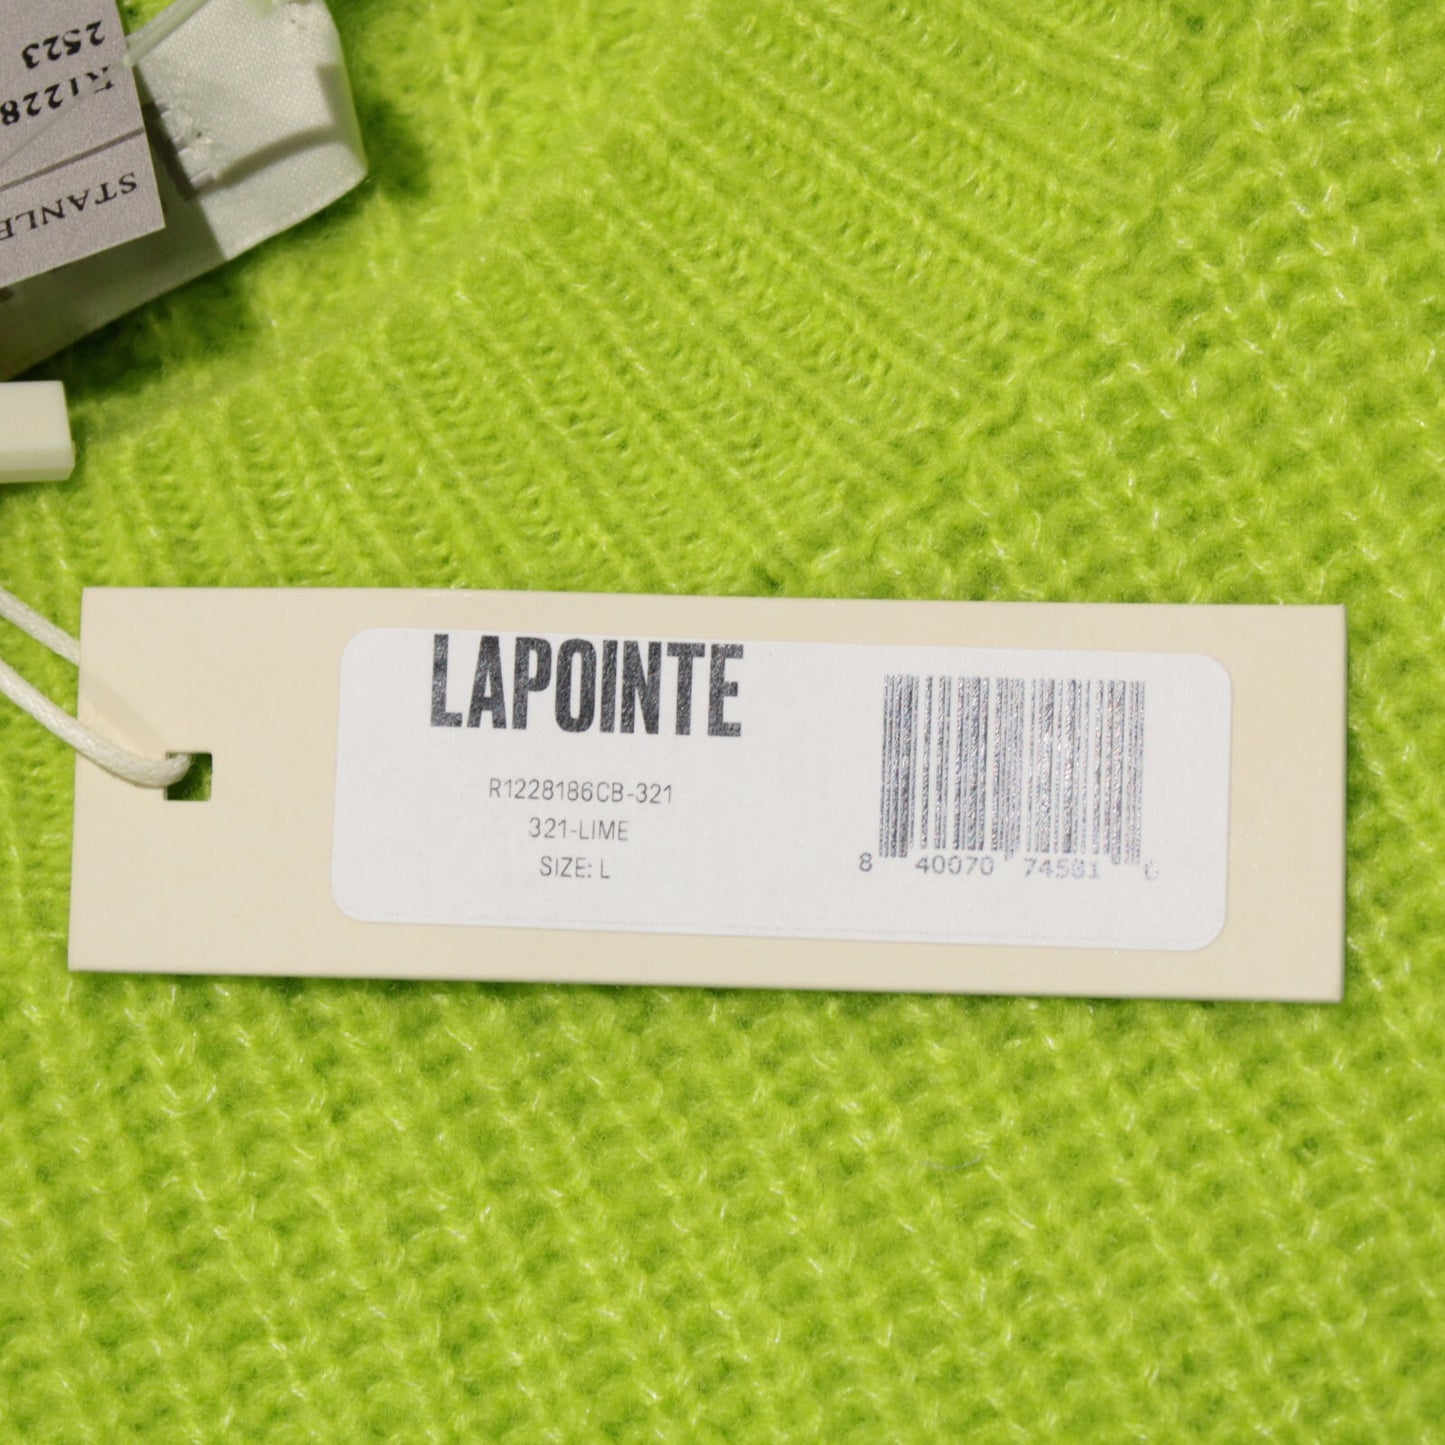 2523
R1228
STANLE
LAPOINTE
R1228186CB-321
321-LIME
SIZE: L
8 40070 74581 0